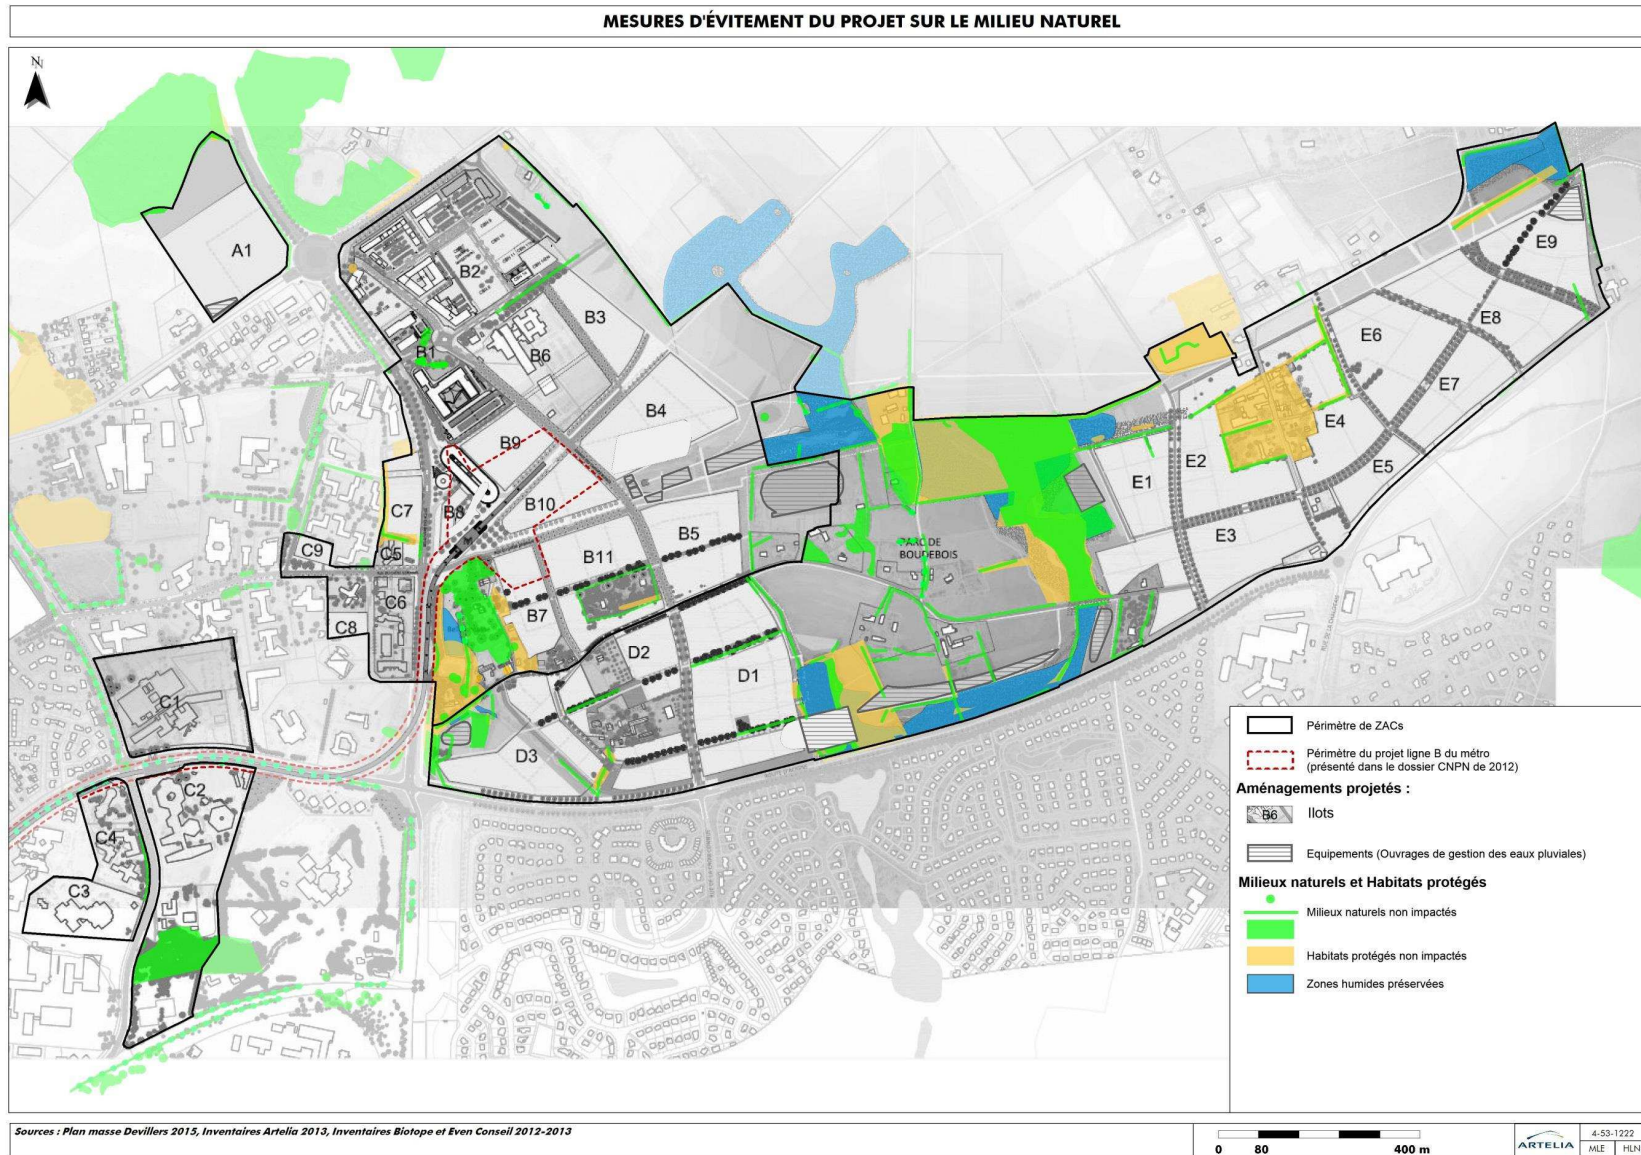 MESURES D'ÉVITEMENT DU PROJET SUR LE MILIEU NATUREL
N
A1
B2
B3
B1
B6
B4
B9
B8
B10
B5
B11
B7
C7
C9
C5
C6
C8
C1
C2
C4
C3
D2
D1
D3
PARC DE
BOUDEBOIS
E9
E8
E6
E7
E4
E5
E2
E1
E3
Périmètre de ZACs
Périmètre du projet ligne B du métro
(présenté dans le dossier CNPN de 2012)
Aménagements projetés :
B6
Ilots
Equipements (Ouvrages de gestion des eaux pluviales)
Milieux naturels et Habitats protégés
Milieux naturels non impactés
Habitats protégés non impactés
Zones humides préservées
Sources : Plan masse Devillers 2015, Inventaires Artelia 2013, Inventaires Biotope et Even Conseil 2012-2013
0 80 400 m
ARTELIA
4-53-1222
MLE HLN